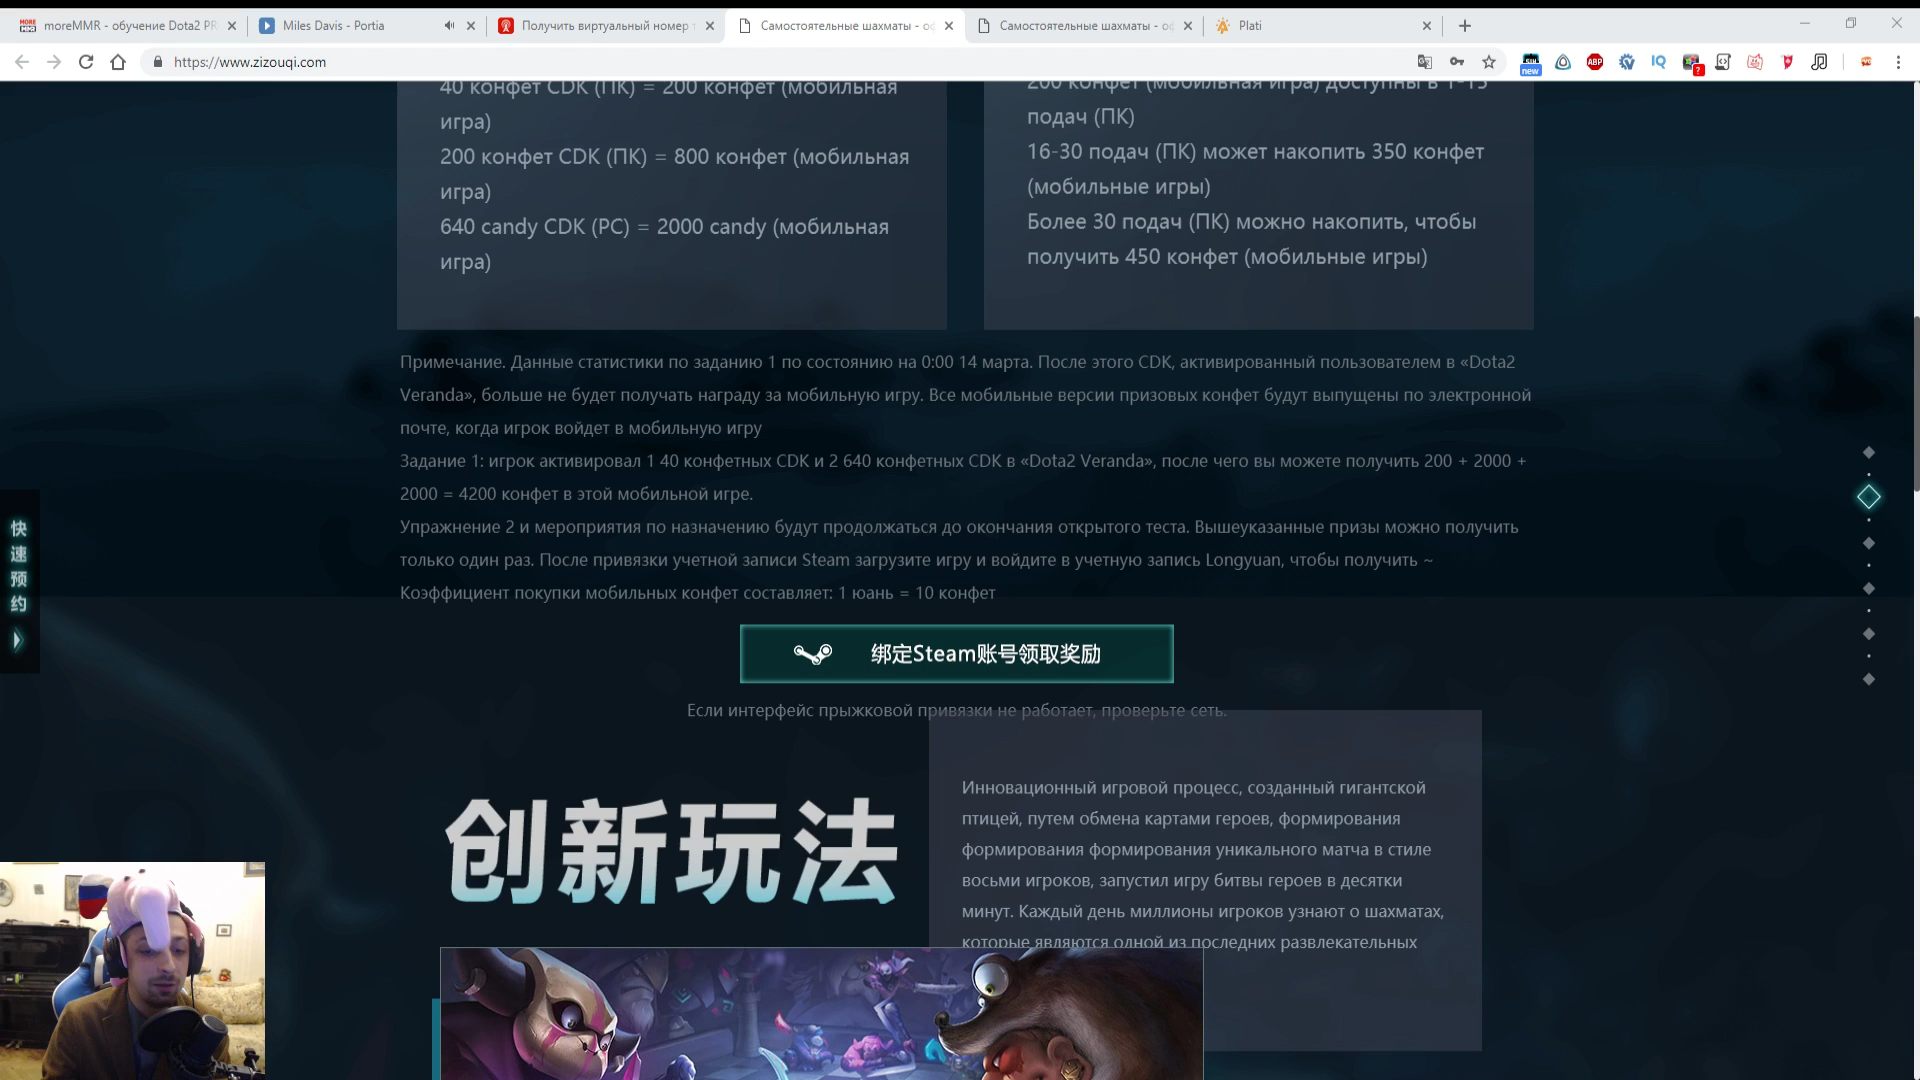 moreMMR - обучение Dota2 PR
Miles Davis - Portia
Получить виртуальный номер т
Самостоятельные шахматы - оф
Самостоятельные шахматы - оф
Plati
https://www.zizouqi.com
new
ABP
IQ
40 конфет CDK (ПК) = 200 конфет (мобильная
игра)
200 конфет CDK (ПК) = 800 конфет (мобильная
игра)
640 candy CDK (PC) = 2000 candy (мобильная
игра)
200 конфет (мобильная игра) доступны в 1-15
подач (ПК)
16-30 подач (ПК) может накопить 350 конфет
(мобильные игры)
Более 30 подач (ПК) можно накопить, чтобы
получить 450 конфет (мобильные игры)
Примечание. Данные статистики по заданию 1 по состоянию на 0:00 14 марта. После этого CDK, активированный пользователем в «Dota2
Veranda», больше не будет получать награду за мобильную игру. Все мобильные версии призовых конфет будут выпущены по электронной
почте, когда игрок войдет в мобильную игру
Задание 1: игрок активировал 1 40 конфетных CDK и 2 640 конфетных CDK в «Dota2 Veranda», после чего вы можете получить 200 + 2000 +
2000 = 4200 конфет в этой мобильной игре.
Упражнение 2 и мероприятия по назначению будут продолжаться до окончания открытого теста. Вышеуказанные призы можно получить
только один раз. После привязки учетной записи Steam загрузите игру и войдите в учетную запись Longyuan, чтобы получить ~
Коэффициент покупки мобильных конфет составляет: 1 юань = 10 конфет
快速预约
绑定Steam账号领取奖励
Если интерфейс прыжковой привязки не работает, проверьте сеть.
创新玩法
Инновационный игровой процесс, созданный гигантской
птицей, путем обмена картами героев, формирования
формирования формирования уникального матча в стиле
восьми игроков, запустил игру битвы героев в десятки
минут. Каждый день миллионы игроков узнают о шахматах,
которые являются одной из последних развлекательных